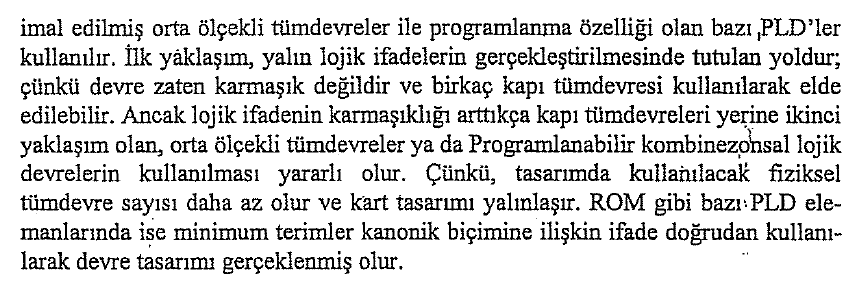 imal edilmiş orta ölçekli tümdevreler ile programlanma özelliği olan bazı PLD'ler
kullanılır. İlk yaklaşım, yalın lojik ifadelerin gerçekleştirilmesinde tutulan yoldur;
çünkü devre zaten karmaşık değildir ve birkaç kapı tümdevresi kullanılarak elde
edilebilir. Ancak lojik ifadenin karmaşıklığı arttıkça kapı tümdevreleri yerine ikinci
yaklaşım olan, orta ölçekli tümdevreler ya da Programlanabilir kombinezonsal lojik
devrelerin kullanılması yararlı olur. Çünkü, tasarımda kullanılacak fiziksel
tümdevre sayısı daha az olur ve kart tasarımı yalınlaşır. ROM gibi bazı PLD ele-
manlarında ise minimum terimler kanonik biçimine ilişkin ifade doğrudan kullanı-
larak devre tasarımı gerçeklenmiş olur.